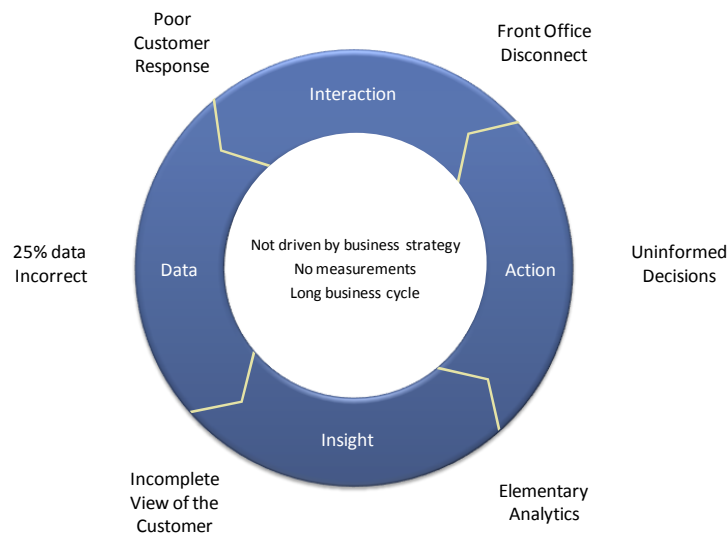 Poor
Customer
Response
Front Office
Disconnect
Interaction
25% data
Incorrect
Data
Not driven by business strategy
No measurements
Long business cycle
Action
Uninformed
Decisions
Insight
Incomplete
View of the
Customer
Elementary
Analytics